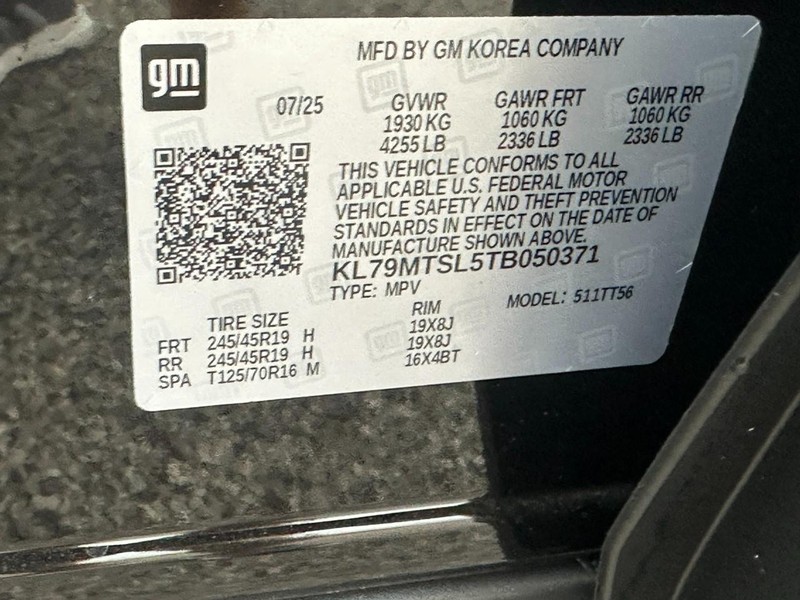 gm
MFD BY GM KOREA COMPANY
07/25 GVWR GAWR FRT GAWR RR
1930 KG 1060 KG 1060 KG
4255 LB 2336 LB 2336 LB
THIS VEHICLE CONFORMS TO ALL
APPLICABLE U.S. FEDERAL MOTOR
VEHICLE SAFETY AND THEFT PREVENTION
STANDARDS IN EFFECT ON THE DATE OF
MANUFACTURE SHOWN ABOVE.
KL79MTSL5TB050371
TYPE: MPV MODEL: 511TT56
TIRE SIZE RIM
FRT 245/45R19 H 19X8J
RR 245/45R19 H 19X8J
SPA T125/70R16 M 16X4BT